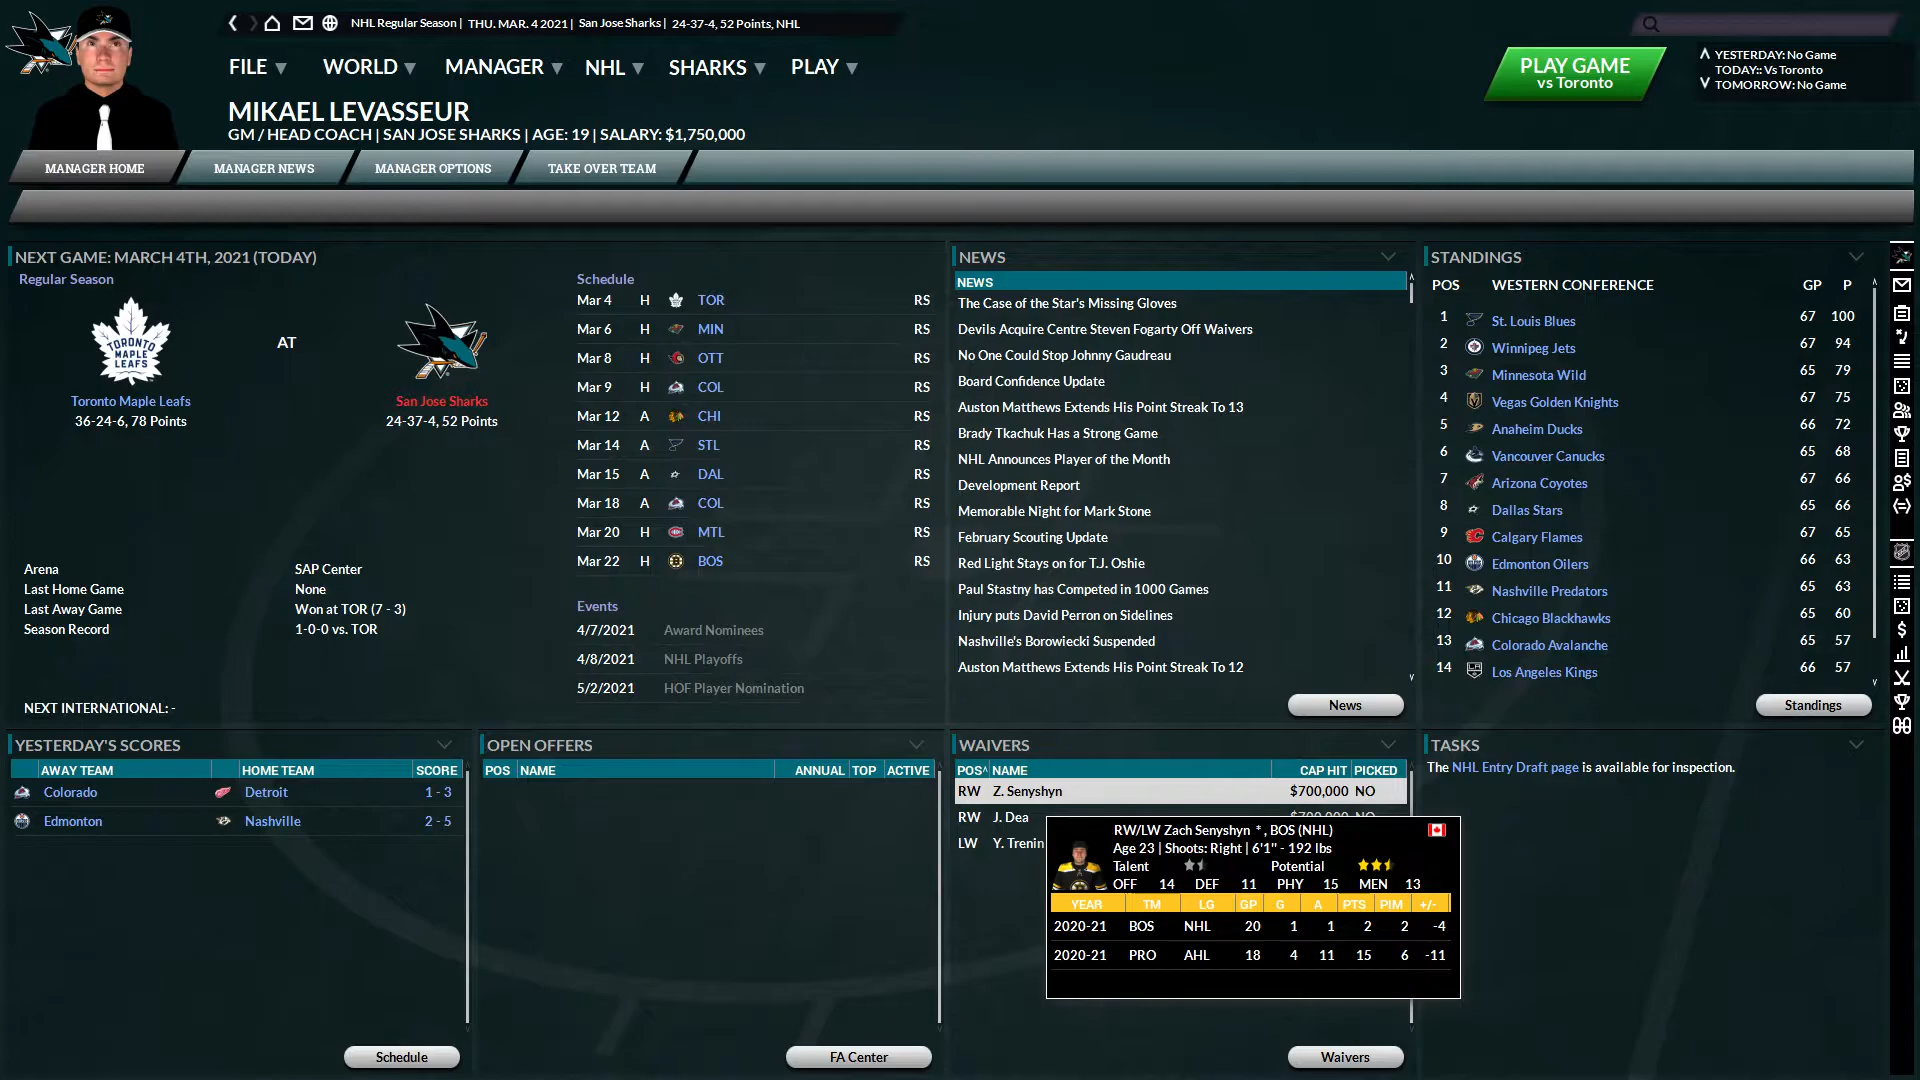 NHL Regular Season | THU. MAR. 4 2021 | San Jose Sharks | 24-37-4, 52 Points, NHL
FILE WORLD MANAGER NHL SHARKS PLAY
PLAY GAME
vs Toronto
YESTERDAY: No Game
TODAY:: Vs Toronto
TOMORROW: No Game
MIKAEL LEVASSEUR
GM / HEAD COACH | SAN JOSE SHARKS | AGE: 19 | SALARY: $1,750,000
MANAGER HOME MANAGER NEWS MANAGER OPTIONS TAKE OVER TEAM
NEXT GAME: MARCH 4TH, 2021 (TODAY)
Regular Season
TORONTO
MAPLE
LEAFS
AT
Toronto Maple Leafs
36-24-6, 78 Points
San Jose Sharks
24-37-4, 52 Points
Arena SAP Center
Last Home Game None
Last Away Game Won at TOR (7 - 3)
Season Record 1-0-0 vs. TOR
NEXT INTERNATIONAL: -
Schedule
Mar 4 H TOR RS
Mar 6 H MIN RS
Mar 8 H OTT RS
Mar 9 H COL RS
Mar 12 A CHI RS
Mar 14 A STL RS
Mar 15 A DAL RS
Mar 18 A COL RS
Mar 20 H MTL RS
Mar 22 H BOS RS
Events
4/7/2021 Award Nominees
4/8/2021 NHL Playoffs
5/2/2021 HOF Player Nomination
NEWS
NEWS
The Case of the Star's Missing Gloves
Devils Acquire Centre Steven Fogarty Off Waivers
No One Could Stop Johnny Gaudreau
Board Confidence Update
Auston Matthews Extends His Point Streak To 13
Brady Tkachuk Has a Strong Game
NHL Announces Player of the Month
Development Report
Memorable Night for Mark Stone
February Scouting Update
Red Light Stays on for T.J. Oshie
Paul Stastny has Competed in 1000 Games
Injury puts David Perron on Sidelines
Nashville's Borowiecki Suspended
Auston Matthews Extends His Point Streak To 12
News
STANDINGS
POS WESTERN CONFERENCE GP P
1 St. Louis Blues 67 100
2 Winnipeg Jets 67 94
3 Minnesota Wild 65 79
4 Vegas Golden Knights 67 75
5 Anaheim Ducks 66 72
6 Vancouver Canucks 65 68
7 Arizona Coyotes 67 66
8 Dallas Stars 65 66
9 Calgary Flames 67 65
10 Edmonton Oilers 66 63
11 Nashville Predators 65 63
12 Chicago Blackhawks 65 60
13 Colorado Avalanche 65 57
14 Los Angeles Kings 66 57
Standings
YESTERDAY'S SCORES
AWAY TEAM HOME TEAM SCORE
Colorado Detroit 1 - 3
Edmonton Nashville 2 - 5
Schedule
OPEN OFFERS
POS NAME ANNUAL TOP ACTIVE
FA Center
WAIVERS
POS^ NAME CAP HIT PICKED
RW Z. Senyshyn $700,000 NO
RW J. Dea $700,000 NO
LW Y. Trenin
RW/LW Zach Senyshyn * , BOS (NHL)
Age 23 | Shoots: Right | 6'1" - 192 lbs
Talent Potential
OFF 14 DEF 11 PHY 15 MEN 13
YEAR TM LG GP G A PTS PIM +/-
2020-21 BOS NHL 20 1 1 2 2 -4
2020-21 PRO AHL 18 4 11 15 6 -11
Waivers
TASKS
The NHL Entry Draft page is available for inspection.